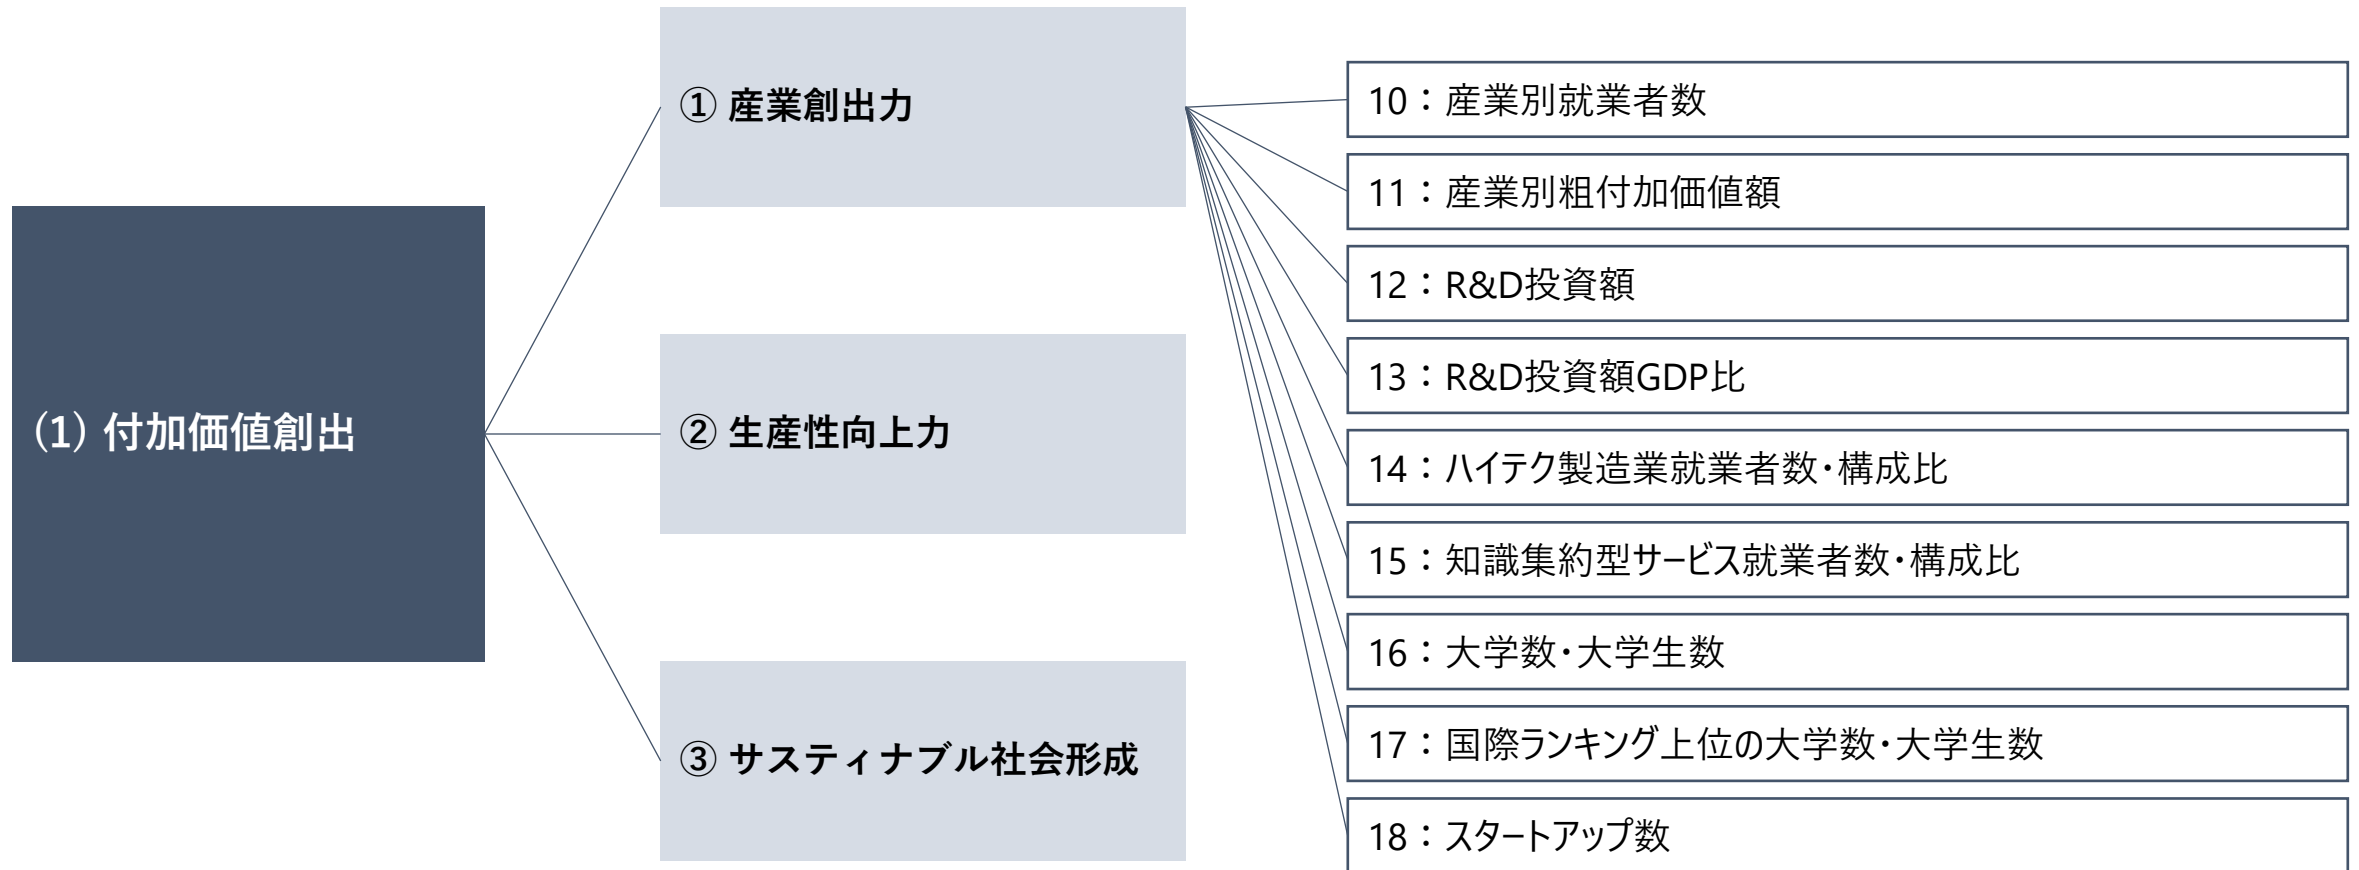 (1) 付加価値創出
① 産業創出力
② 生産性向上力
③ サスティナブル社会形成
10：産業別就業者数
11：産業別粗付加価値額
12：R&D投資額
13：R&D投資額GDP比
14：ハイテク製造業就業者数･構成比
15：知識集約型サービス就業者数･構成比
16：大学数･大学生数
17：国際ランキング上位の大学数･大学生数
18：スタートアップ数